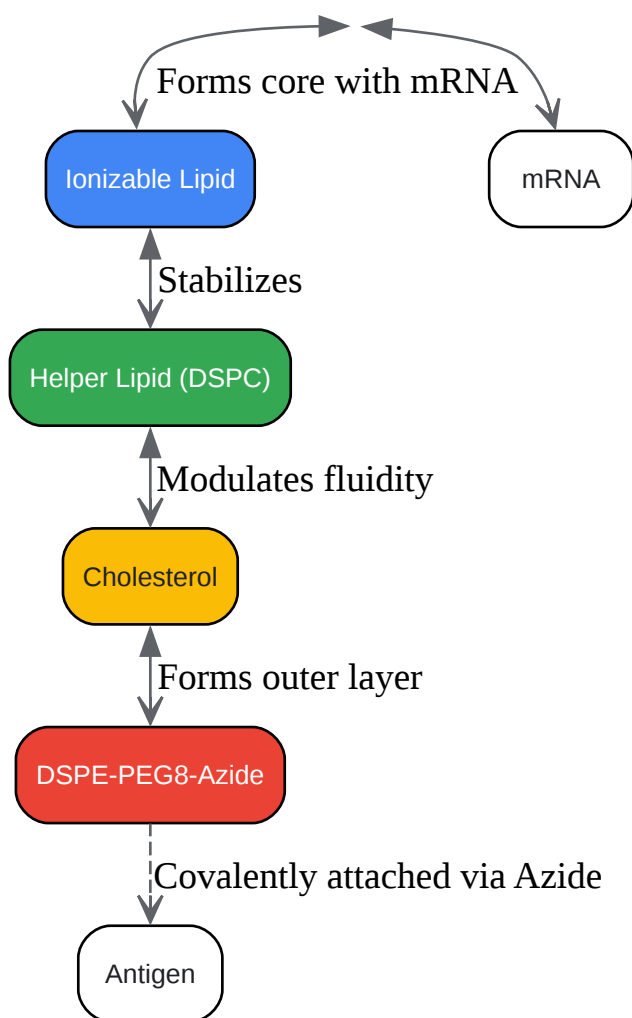 Forms core with mRNA
Ionizable Lipid
mRNA
Stabilizes
Helper Lipid (DSPC)
Modulates fluidity
Cholesterol
Forms outer layer
DSPE-PEG8-Azide
Covalently attached via Azide
Antigen